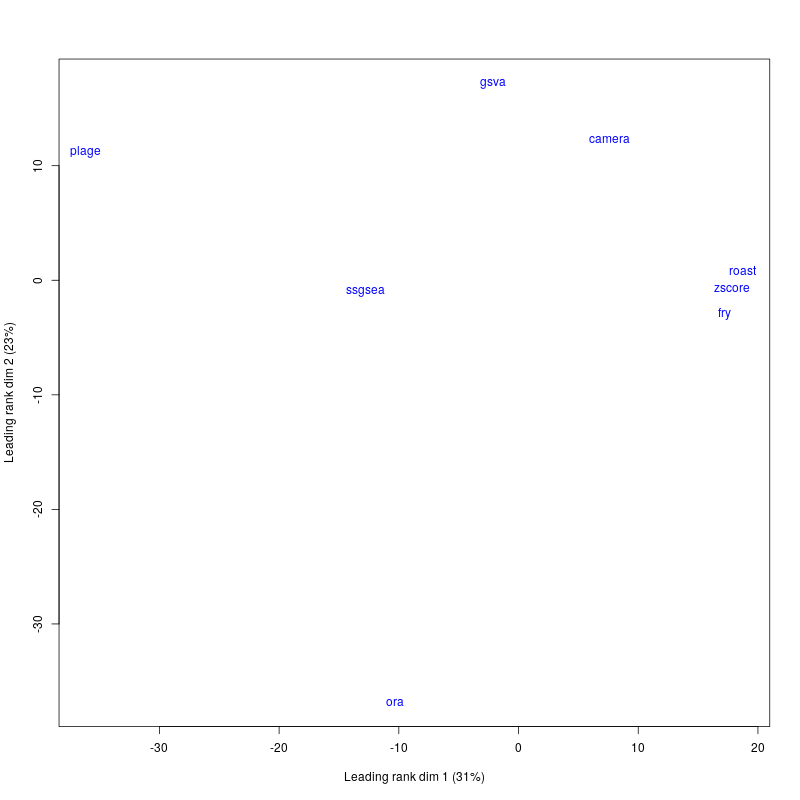 gsva
camera
plage
roast
zscore
ssgsea
fry
ora
10
0
-10
-20
-30
Leading rank dim 2 (23%)
-30 -20 -10 0 10 20
Leading rank dim 1 (31%)